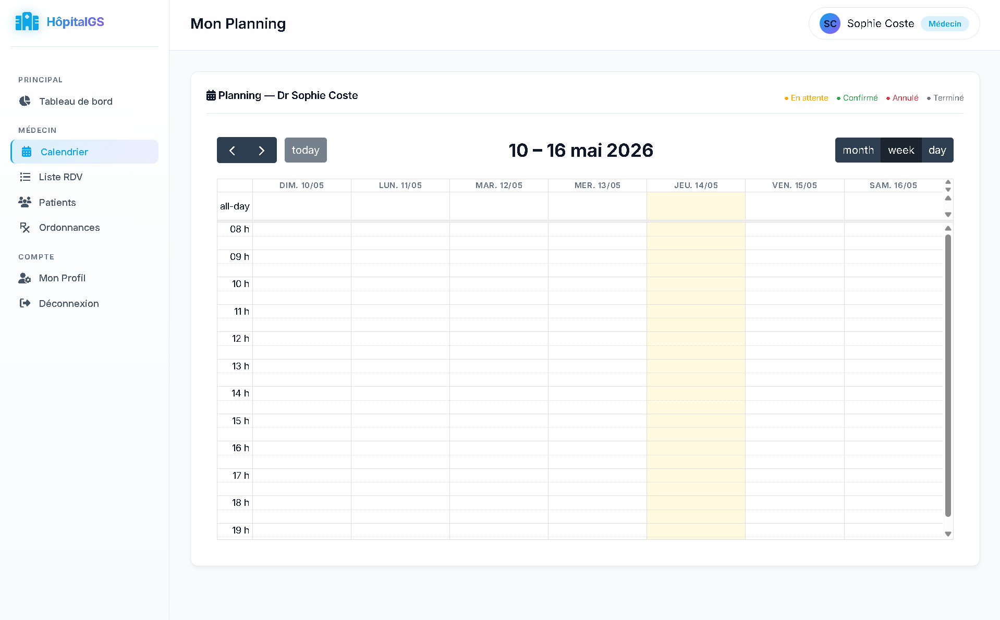 HôpitalGS
Mon Planning
SC Sophie Coste Médecin
PRINCIPAL
Tableau de bord
MÉDECIN
Calendrier
Liste RDV
Patients
Ordonnances
COMPTE
Mon Profil
Déconnexion
Planning — Dr Sophie Coste
● En attente ● Confirmé ● Annulé ● Terminé
today
10 – 16 mai 2026
month week day
DIM. 10/05 LUN. 11/05 MAR. 12/05 MER. 13/05 JEU. 14/05 VEN. 15/05 SAM. 16/05
all-day
08 h
09 h
10 h
11 h
12 h
13 h
14 h
15 h
16 h
17 h
18 h
19 h